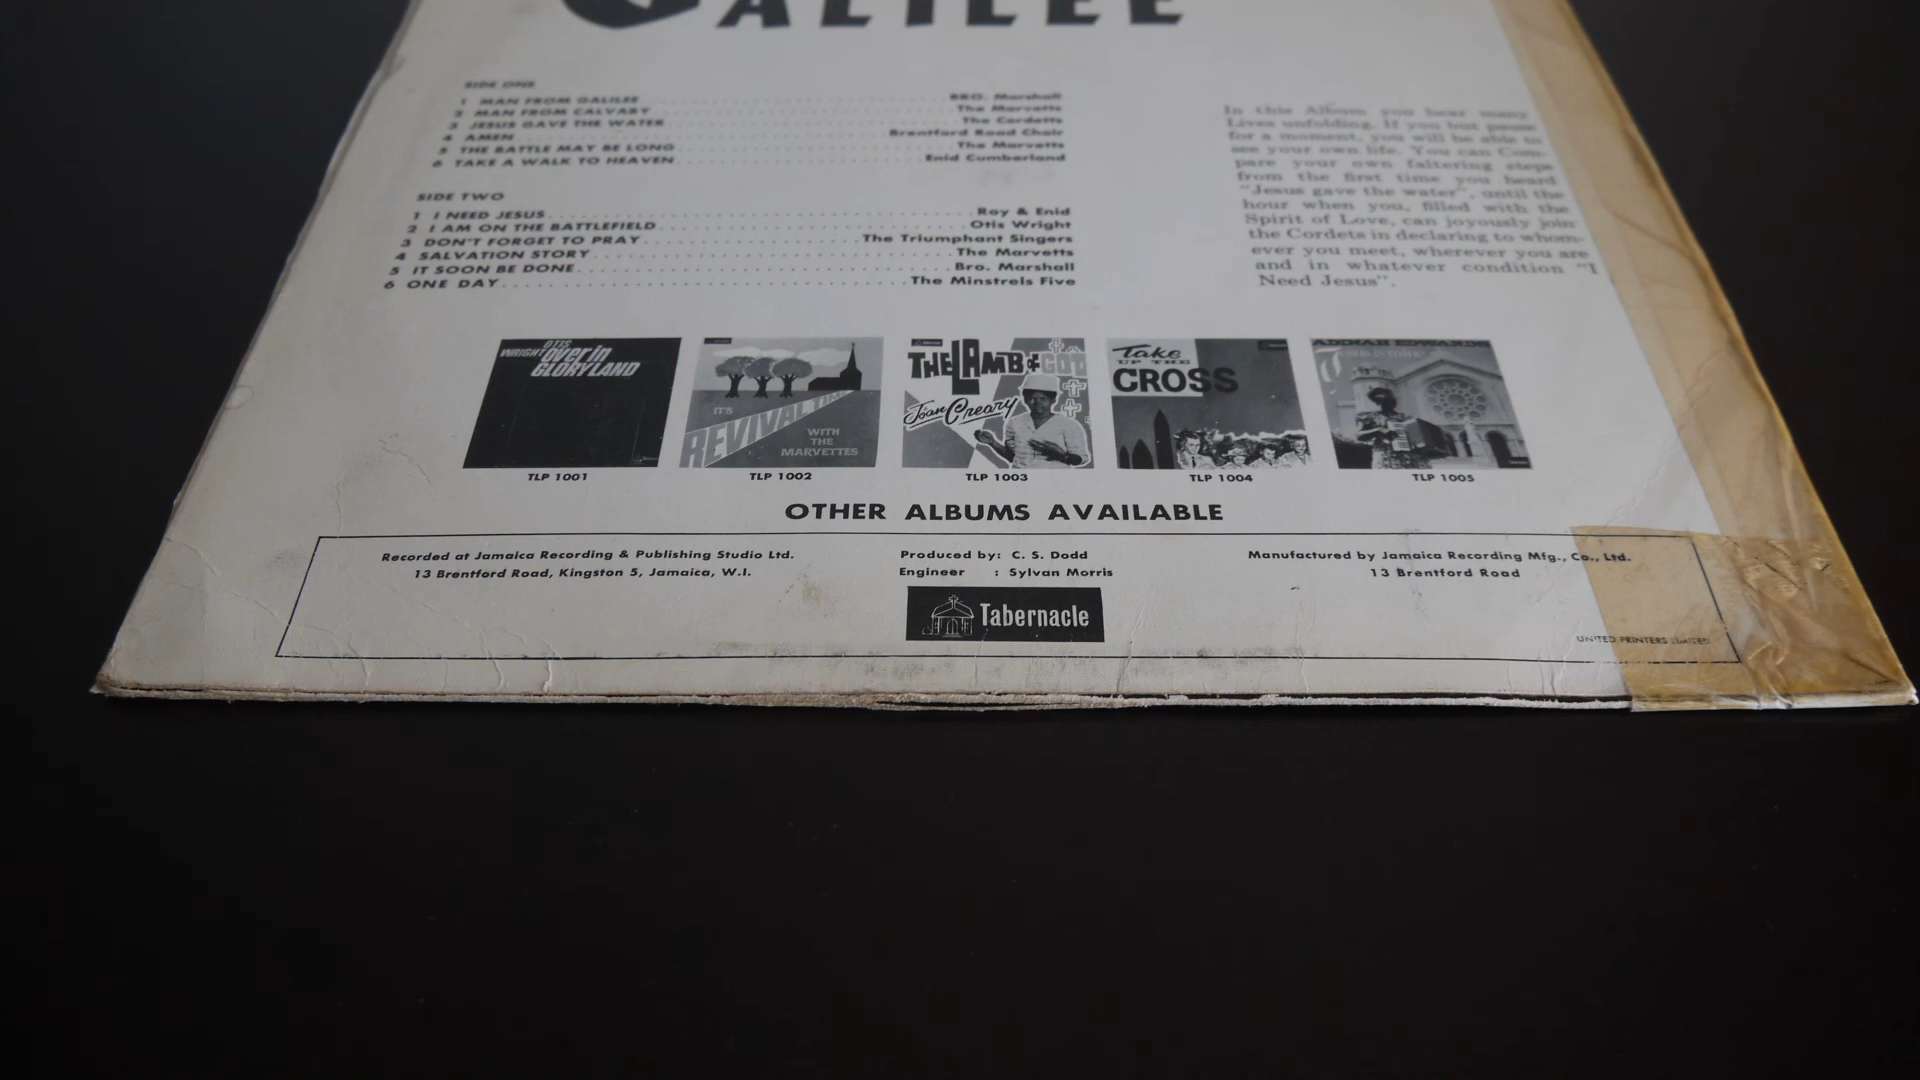 GALILEE
SIDE ONE
1 MAN FROM GALILEE BRO. Marshall
2 MAN FROM CALVARY The Marvetts
3 JESUS GAVE THE WATER The Cordetts
4 AMEN Brentford Road Choir
5 THE BATTLE MAY BE LONG The Marvetts
6 TAKE A WALK TO HEAVEN Enid Cumberland
SIDE TWO
1 I NEED JESUS Roy & Enid
2 I AM ON THE BATTLEFIELD Otis Wright
3 DON'T FORGET TO PRAY The Triumphant Singers
4 SALVATION STORY The Marvetts
5 IT SOON BE DONE Bro. Marshall
6 ONE DAY The Minstrels Five
In this Album you hear many
Lives unfolding. If you but pause
for a moment, you will be able to
see your own life. You can Com-
pare your own faltering steps
from the first time you heard
"Jesus gave the water", until the
hour when you, filled with the
Spirit of Love, can joyously join
the Cordets in declaring to whom-
ever you meet, wherever you are
and in whatever condition "I
Need Jesus".
OTIS
WRIGHT over in
GLORY LAND
IT'S
REVIVAL TIME
WITH
THE
MARVETTES
THE LAMB of GOD
Joan Creary
Take
UP THE
CROSS
ADINAH EDWARDS
TLP 1001
TLP 1002
TLP 1003
TLP 1004
TLP 1005
OTHER ALBUMS AVAILABLE
Recorded at Jamaica Recording & Publishing Studio Ltd.
13 Brentford Road, Kingston 5, Jamaica, W.I.
Produced by: C. S. Dodd
Engineer : Sylvan Morris
Manufactured by Jamaica Recording Mfg., Co., Ltd.
13 Brentford Road
Tabernacle
UNITED PRINTERS LIMITED